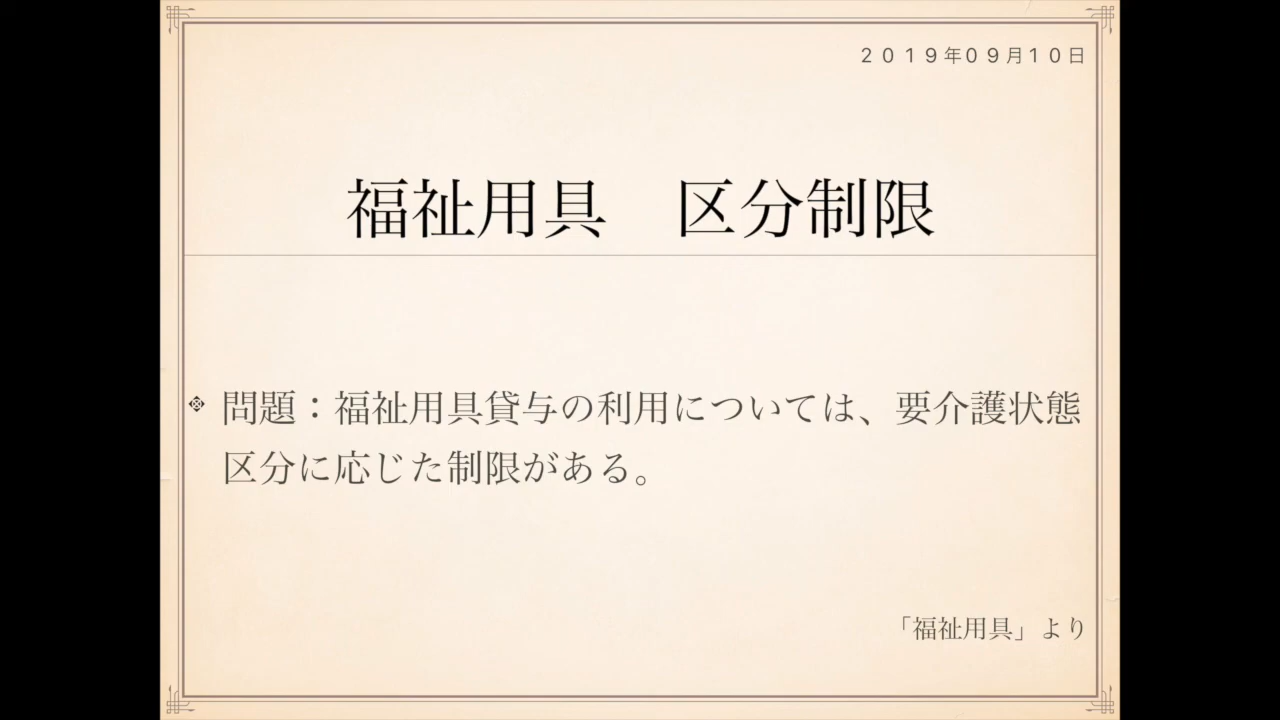 ２０１９年０９月１０日
福祉用具　区分制限
問題：福祉用具貸与の利用については、要介護状態
区分に応じた制限がある。
「福祉用具」より